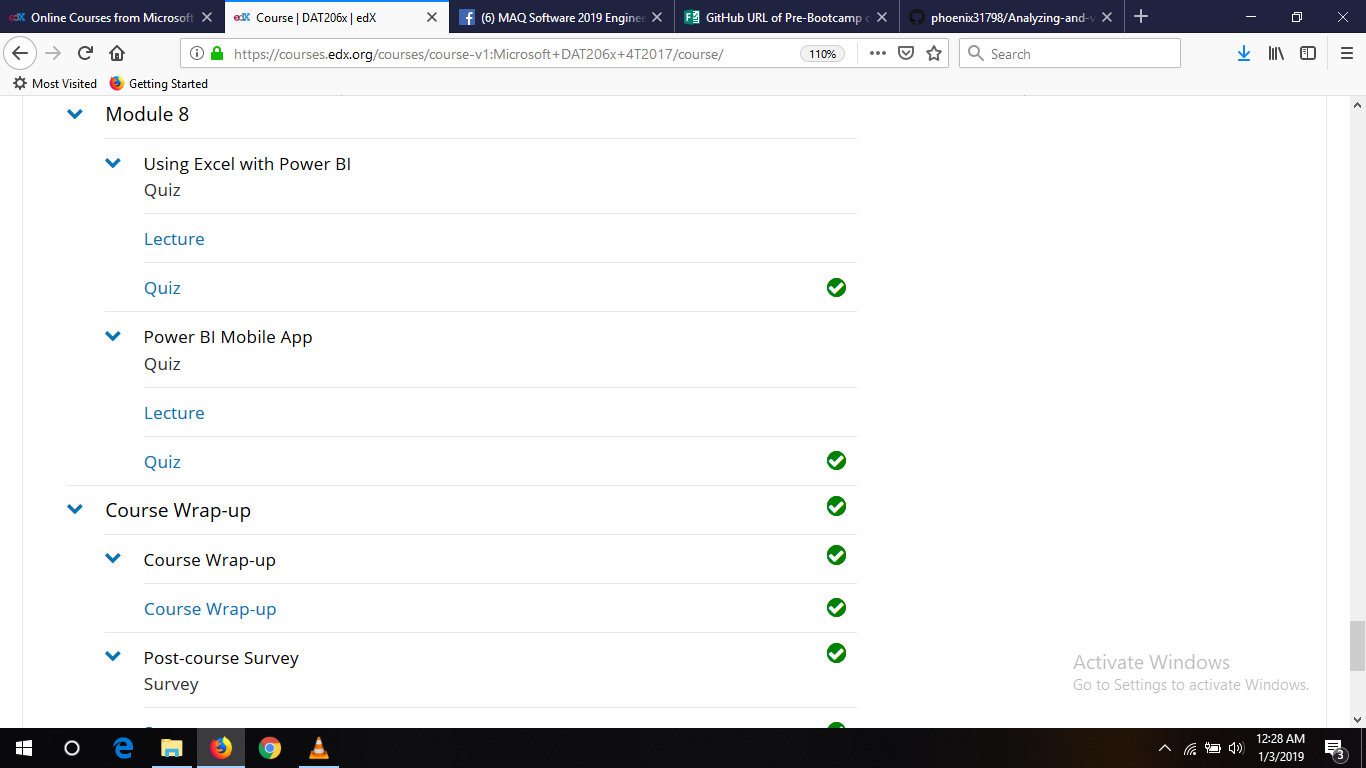 Online Courses from Microsoft
Course | DAT206x | edX
(6) MAQ Software 2019 Enginee
GitHub URL of Pre-Bootcamp c
phoenix31798/Analyzing-and-v
https://courses.edx.org/courses/course-v1:Microsoft+DAT206x+4T2017/course/
110%
Search
Most Visited
Getting Started
Module 8
Using Excel with Power BI
Quiz
Lecture
Quiz
Power BI Mobile App
Quiz
Lecture
Quiz
Course Wrap-up
Course Wrap-up
Course Wrap-up
Post-course Survey
Survey
Activate Windows
Go to Settings to activate Windows.
12:28 AM
1/3/2019
3